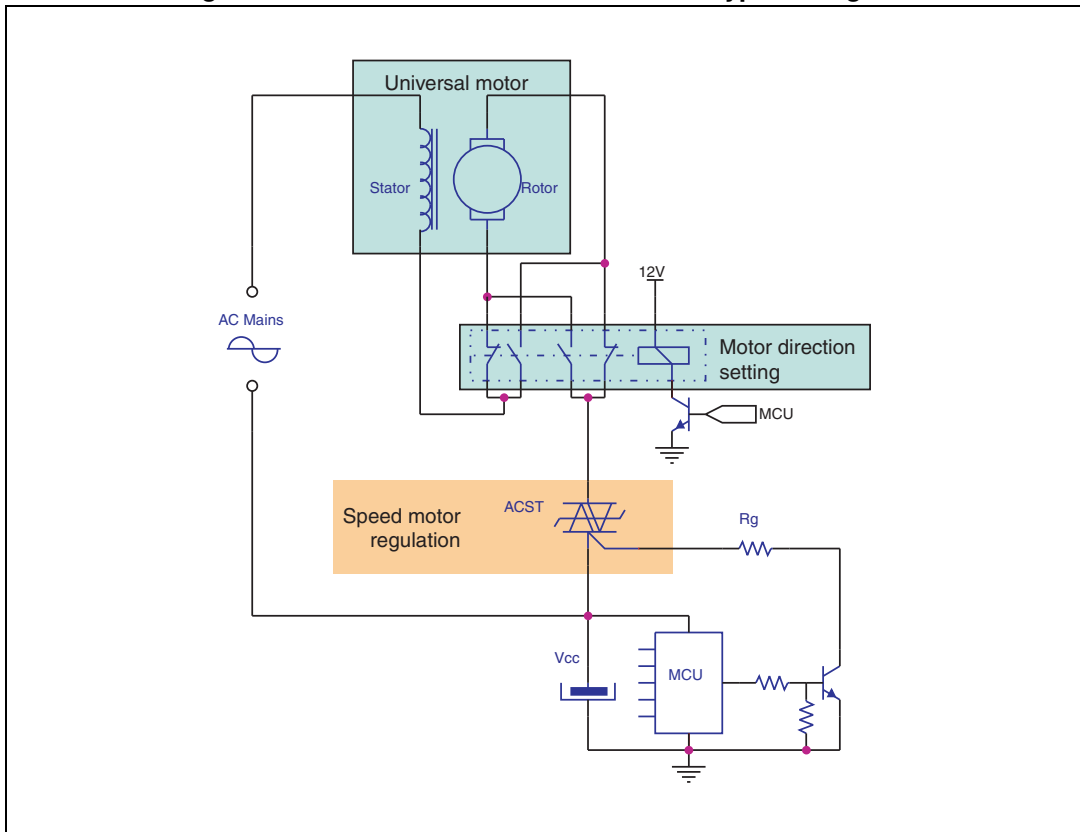 Universal motor
Stator
Rotor
12V
AC Mains
Motor direction
setting
MCU
ACST
Speed motor
regulation
Rg
Vcc
MCU